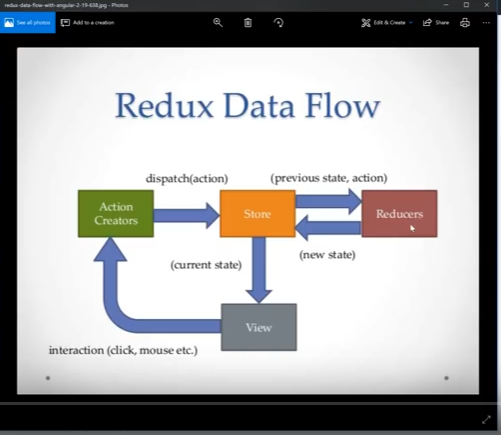 redux-data-flow-with-angular-2-19-638.jpg - Photos
See all photos
Add to a creation
Edit & Create
Share
Redux Data Flow
dispatch(action)
(previous state, action)
Action
Creators
Store
Reducers
(current state)
(new state)
View
interaction (click, mouse etc.)